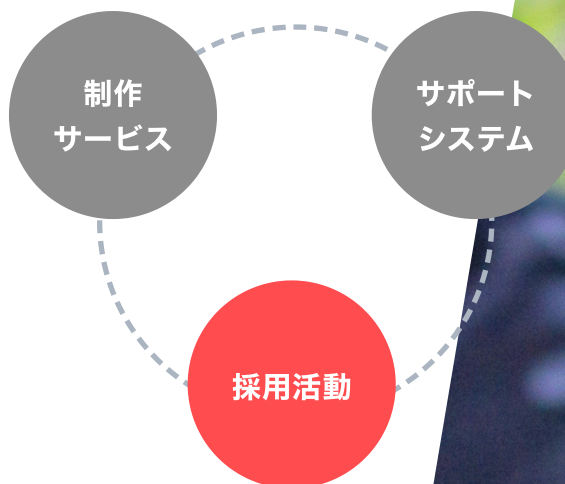 制作
サービス
サポート
システム
採用活動